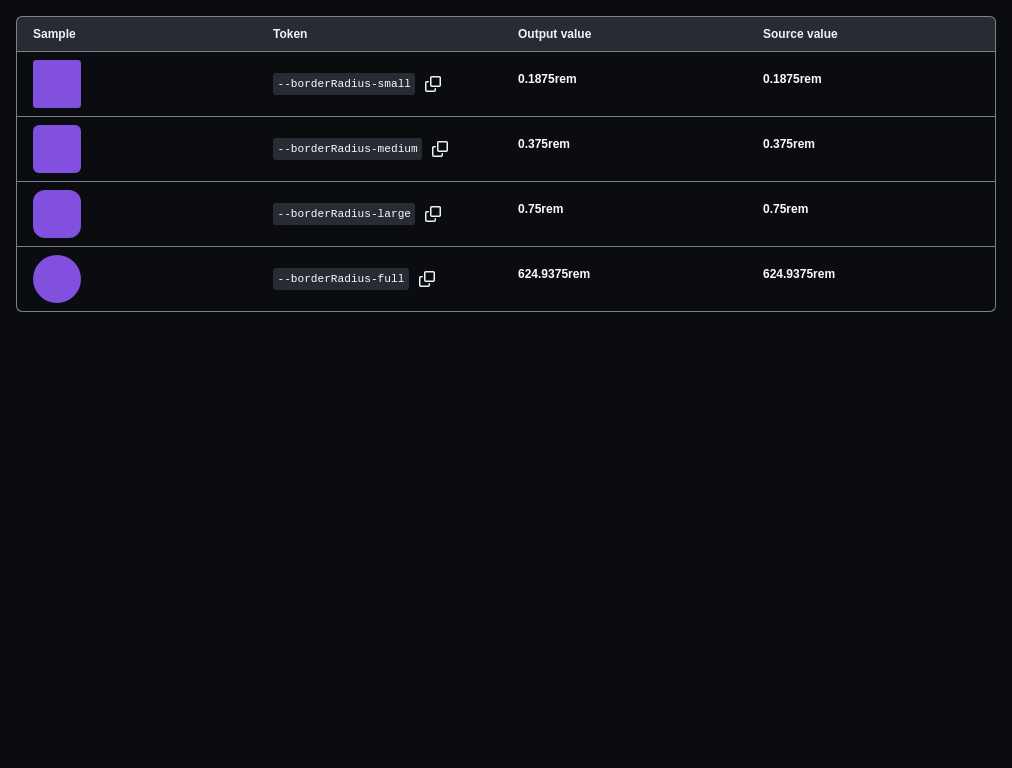 Sample Token Output value Source value
--borderRadius-small 0.1875rem 0.1875rem
--borderRadius-medium 0.375rem 0.375rem
--borderRadius-large 0.75rem 0.75rem
--borderRadius-full 624.9375rem 624.9375rem